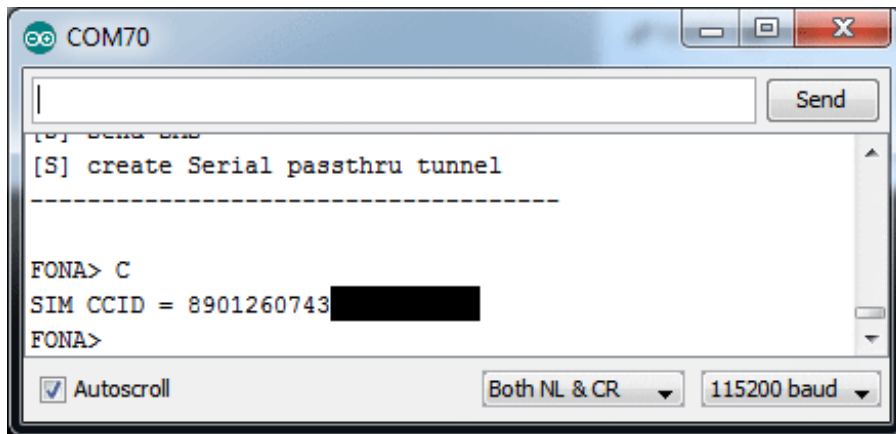 COM70
Send
[S] create Serial passthru tunnel
-------------------------------------
FONA> C
SIM CCID = 8901260743
FONA>
Autoscroll
Both NL & CR
115200 baud